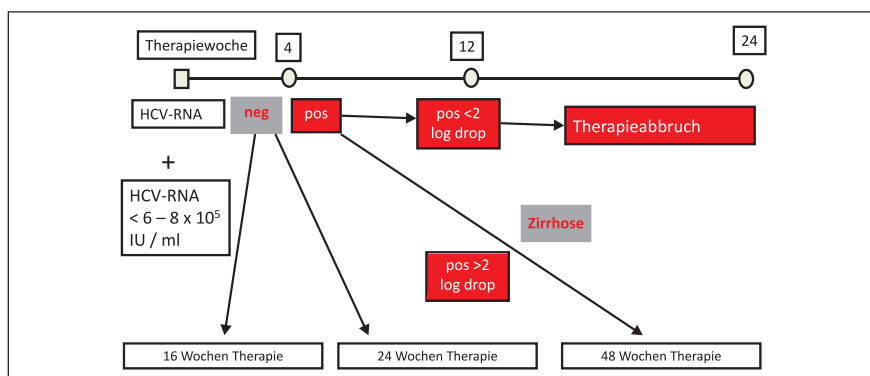 Therapiewoche
4
12
24
HCV-RNA
neg
pos
pos <2
log drop
Therapieabbruch
+
HCV-RNA
< 6 – 8 x 10⁵
IU / ml
Zirrhose
pos >2
log drop
16 Wochen Therapie
24 Wochen Therapie
48 Wochen Therapie